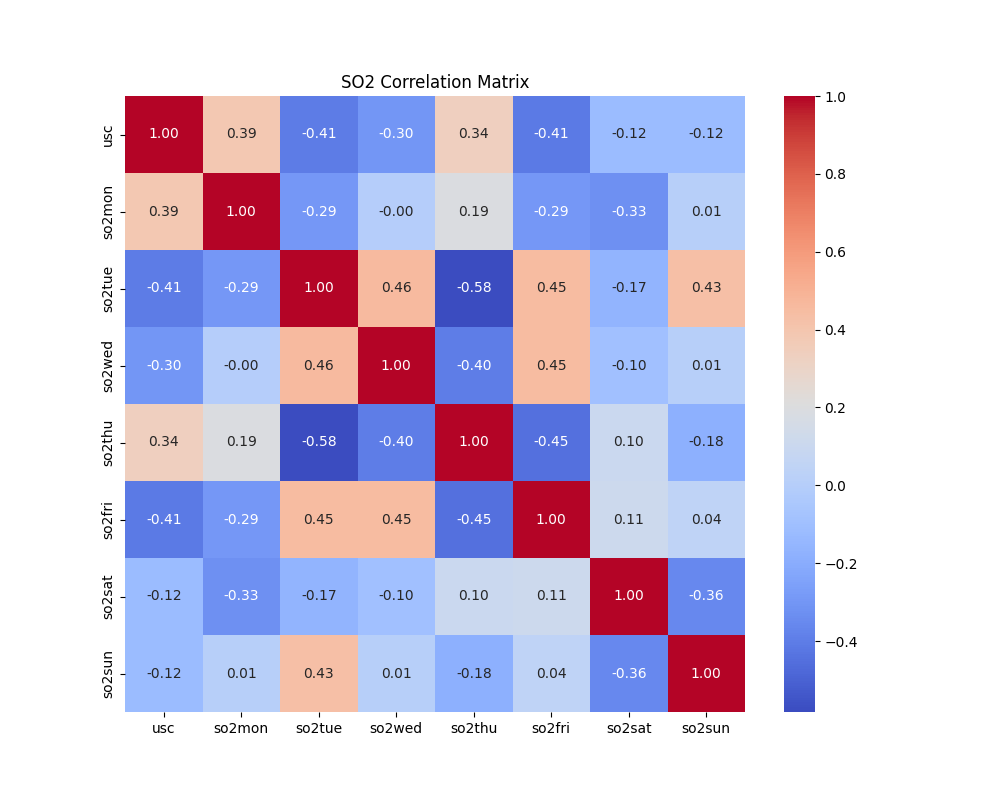 SO2 Correlation Matrix
usc 1.00 0.39 -0.41 -0.30 0.34 -0.41 -0.12 -0.12
so2mon 0.39 1.00 -0.29 -0.00 0.19 -0.29 -0.33 0.01
so2tue -0.41 -0.29 1.00 0.46 -0.58 0.45 -0.17 0.43
so2wed -0.30 -0.00 0.46 1.00 -0.40 0.45 -0.10 0.01
so2thu 0.34 0.19 -0.58 -0.40 1.00 -0.45 0.10 -0.18
so2fri -0.41 -0.29 0.45 0.45 -0.45 1.00 0.11 0.04
so2sat -0.12 -0.33 -0.17 -0.10 0.10 0.11 1.00 -0.36
so2sun -0.12 0.01 0.43 0.01 -0.18 0.04 -0.36 1.00
usc so2mon so2tue so2wed so2thu so2fri so2sat so2sun
1.0
0.8
0.6
0.4
0.2
0.0
−0.2
−0.4